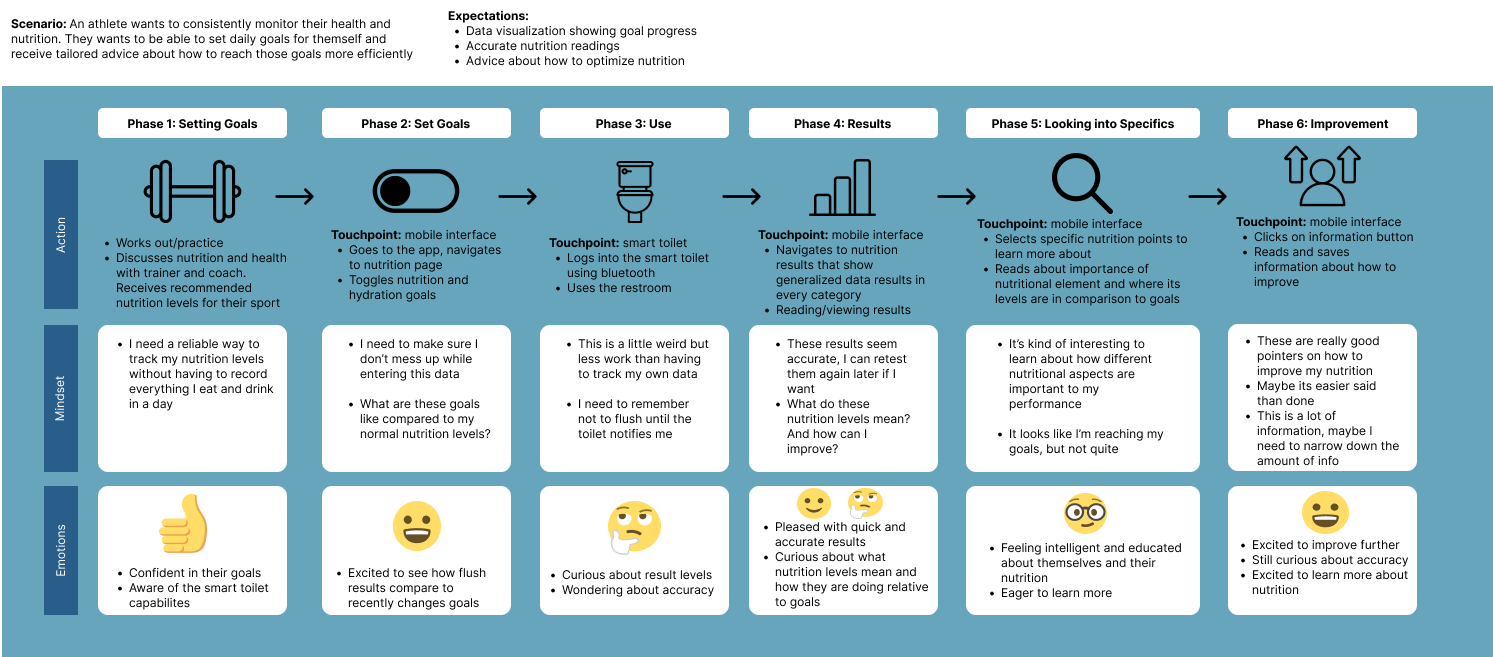 Scenario: An athlete wants to consistently monitor their health and
nutrition. They wants to be able to set daily goals for themself and
receive tailored advice about how to reach those goals more efficiently
Expectations:
• Data visualization showing goal progress
• Accurate nutrition readings
• Advice about how to optimize nutrition
Phase 1: Setting Goals
Phase 2: Set Goals
Phase 3: Use
Phase 4: Results
Phase 5: Looking into Specifics
Phase 6: Improvement
Action
• Works out/practice
• Discusses nutrition and health
with trainer and coach.
Receives recommended
nutrition levels for their sport
Touchpoint: mobile interface
• Goes to the app, navigates
to nutrition page
• Toggles nutrition and
hydration goals
Touchpoint: smart toilet
• Logs into the smart toilet
using bluetooth
• Uses the restroom
Touchpoint: mobile interface
• Navigates to nutrition
results that show
generalized data results in
every category
• Reading/viewing results
Touchpoint: mobile interface
• Selects specific nutrition points to
learn more about
• Reads about importance of
nutritional element and where its
levels are in comparison to goals
Touchpoint: mobile interface
• Clicks on information button
• Reads and saves
information about how to
improve
Mindset
• I need a reliable way to
track my nutrition levels
without having to record
everything I eat and drink
in a day
• I need to make sure I
don’t mess up while
entering this data
• What are these goals
like compared to my
normal nutrition levels?
• This is a little weird but
less work than having
to track my own data
• I need to remember
not to flush until the
toilet notifies me
• These results seem
accurate, I can retest
them again later if I
want
• What do these
nutrition levels mean?
And how can I
improve?
• It’s kind of interesting to
learn about how different
nutritional aspects are
important to my
performance
• It looks like I’m reaching my
goals, but not quite
• These are really good
pointers on how to
improve my nutrition
• Maybe its easier said
than done
• This is a lot of
information, maybe I
need to narrow down the
amount of info
Emotions
• Confident in their goals
• Aware of the smart toilet
capabilites
• Excited to see how flush
results compare to
recently changes goals
• Curious about result levels
• Wondering about accuracy
• Pleased with quick and
accurate results
• Curious about what
nutrition levels mean and
how they are doing relative
to goals
• Feeling intelligent and educated
about themselves and their
nutrition
• Eager to learn more
• Excited to improve further
• Still curious about accuracy
• Excited to learn more about
nutrition